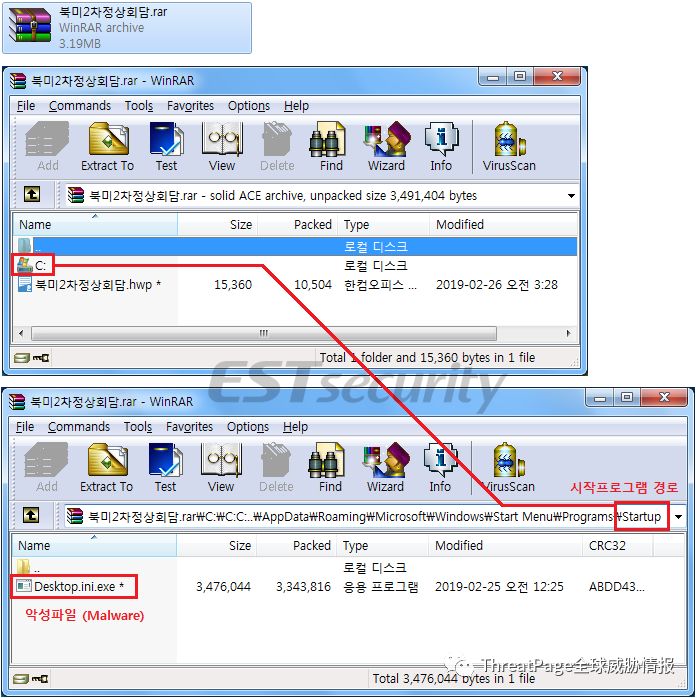 북미2차정상회담.rar
WinRAR archive
3.19MB
북미2차정상회담.rar - WinRAR
File Commands Tools Favorites Options Help
Add Extract To Test View Delete Find Wizard Info VirusScan
북미2차정상회담.rar - solid ACE archive, unpacked size 3,491,404 bytes
Name Size Packed Type Modified
.. 로컬 디스크
C: 로컬 디스크
북미2차정상회담.hwp * 15,360 10,504 한컴오피스 ... 2019-02-26 오전 3:28
Total 1 folder and 15,360 bytes in 1 file
ESTsecurity
북미2차정상회담.rar - WinRAR
File Commands Tools Favorites Options Help
Add Extract To Test View Delete Find Wizard Info VirusScan
시작프로그램 경로
북미2차정상회담.rar₩C:₩C:C:..₩AppData₩Roaming₩Microsoft₩Windows₩Start Menu₩Programs₩Startup
Name Size Packed Type Modified CRC32
.. 로컬 디스크
Desktop.ini.exe * 3,476,044 3,343,816 응용 프로그램 2019-02-25 오전 12:25 ABDD43...
악성파일 (Malware)
ThreatPage全球威胁情报
Total 3,476,044 bytes in 1 file